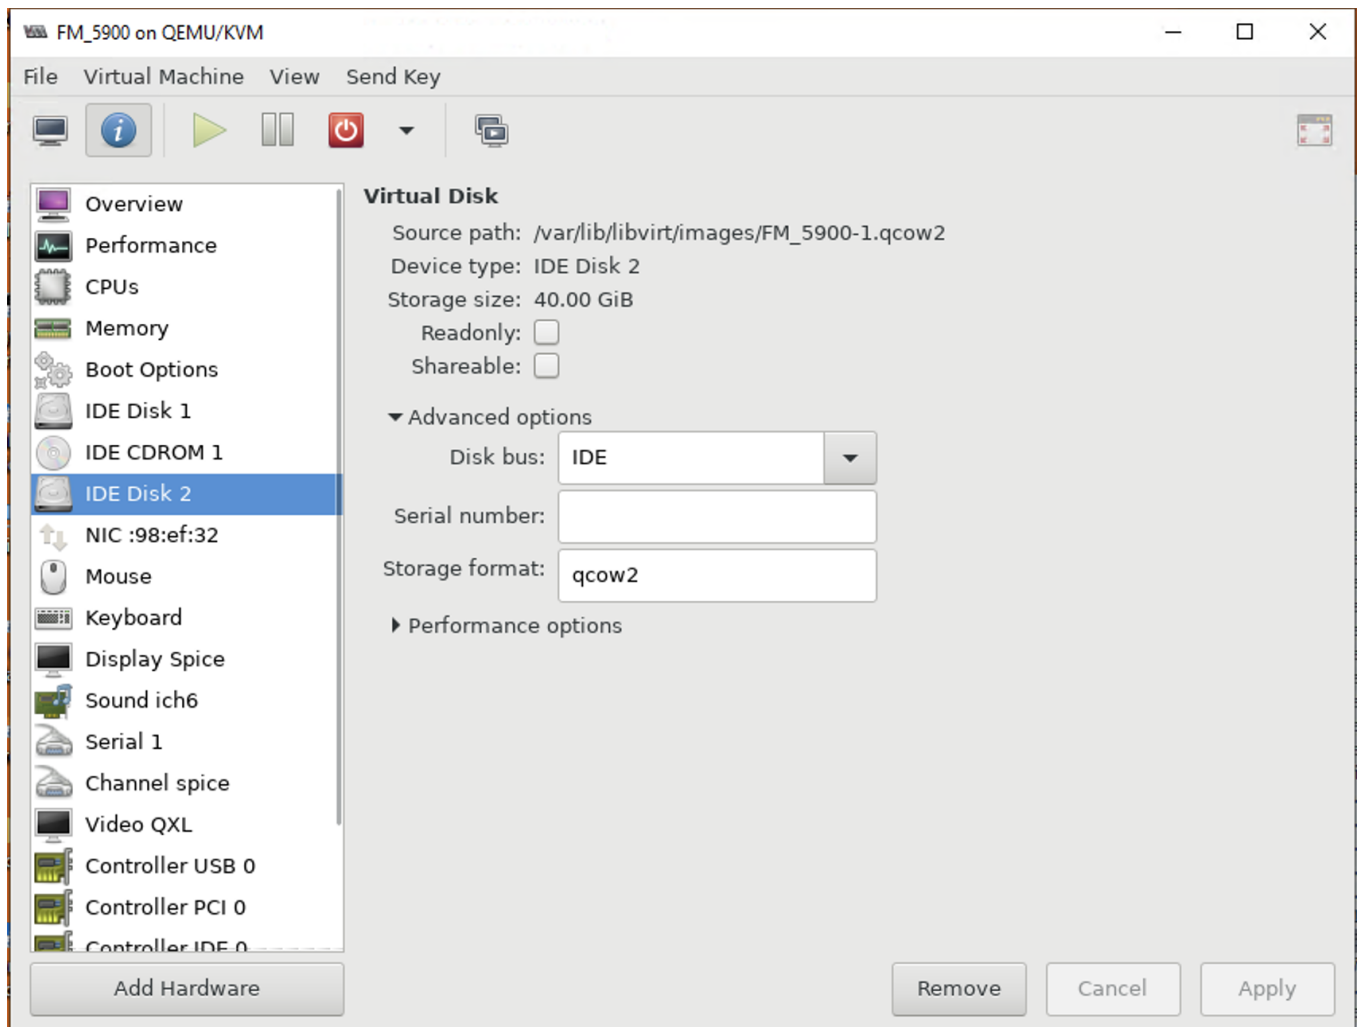 FM_5900 on QEMU/KVM
File Virtual Machine View Send Key
Overview
Performance
CPUs
Memory
Boot Options
IDE Disk 1
IDE CDROM 1
IDE Disk 2
NIC :98:ef:32
Mouse
Keyboard
Display Spice
Sound ich6
Serial 1
Channel spice
Video QXL
Controller USB 0
Controller PCI 0
Controller IDE 0
Add Hardware
Virtual Disk
Source path: /var/lib/libvirt/images/FM_5900-1.qcow2
Device type: IDE Disk 2
Storage size: 40.00 GiB
Readonly:
Shareable:
Advanced options
Disk bus: IDE
Serial number:
Storage format: qcow2
Performance options
Remove Cancel Apply